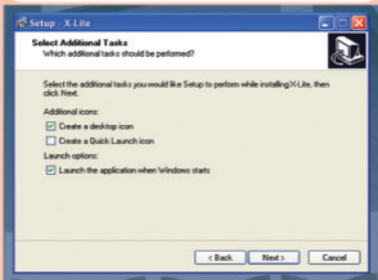 Setup - X-Lite
Select Additional Tasks
Which additional tasks should be performed?
Select the additional tasks you would like Setup to perform while installing X-Lite, then
click Next.
Additional icons:
Create a desktop icon
Create a Quick Launch icon
Launch options:
Launch the application when Windows starts
< Back
Next >
Cancel